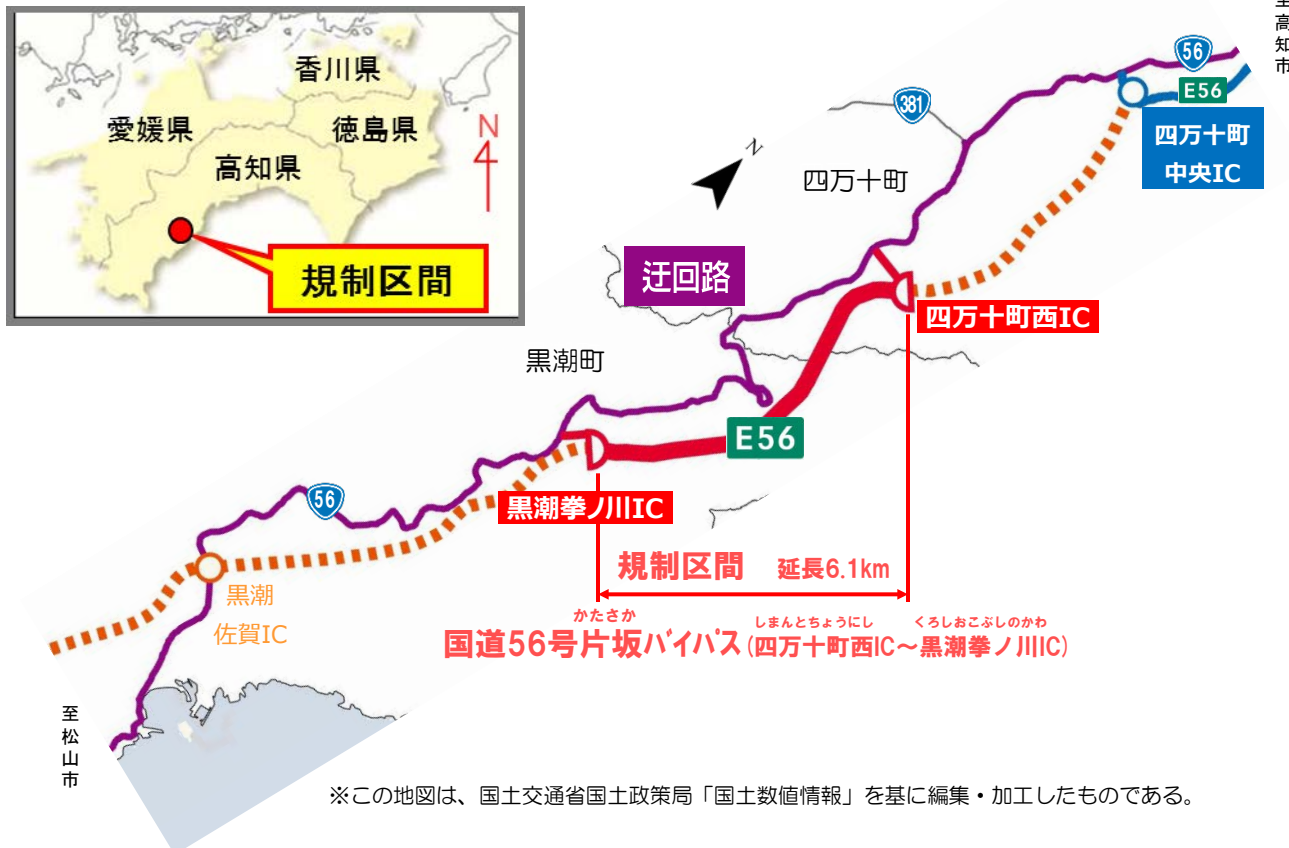 香川県
愛媛県
徳島県
高知県
N
規制区間
至高知市
56
E56
四万十町
中央IC
381
N
四万十町
迂回路
四万十町西IC
黒潮町
E56
56
黒潮拳ノ川IC
黒潮
佐賀IC
規制区間 延長6.1km
かたさか しまんとちょうにし くろしおこぶしのかわ
国道56号片坂バイパス(四万十町西IC~黒潮拳ノ川IC)
至松山市
※この地図は、国土交通省国土政策局「国土数値情報」を基に編集・加工したものである。